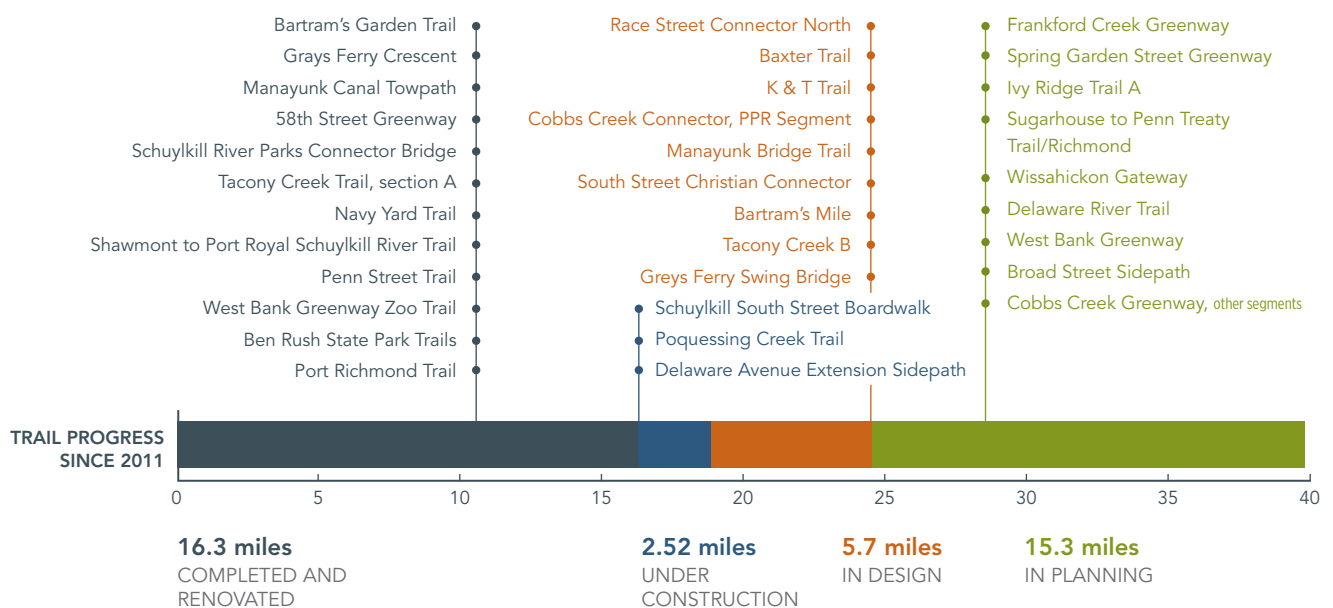 Bartram’s Garden Trail
Grays Ferry Crescent
Manayunk Canal Towpath
58th Street Greenway
Schuylkill River Parks Connector Bridge
Tacony Creek Trail, section A
Navy Yard Trail
Shawmont to Port Royal Schuylkill River Trail
Penn Street Trail
West Bank Greenway Zoo Trail
Ben Rush State Park Trails
Port Richmond Trail
Race Street Connector North
Baxter Trail
K & T Trail
Cobbs Creek Connector, PPR Segment
Manayunk Bridge Trail
South Street Christian Connector
Bartram’s Mile
Tacony Creek B
Greys Ferry Swing Bridge
Schuylkill South Street Boardwalk
Poquessing Creek Trail
Delaware Avenue Extension Sidepath
Frankford Creek Greenway
Spring Garden Street Greenway
Ivy Ridge Trail A
Sugarhouse to Penn Treaty
Trail/Richmond
Wissahickon Gateway
Delaware River Trail
West Bank Greenway
Broad Street Sidepath
Cobbs Creek Greenway, other segments
TRAIL PROGRESS
SINCE 2011
0 5 10 15 20 25 30 35 40
16.3 miles
COMPLETED AND
RENOVATED
2.52 miles
UNDER
CONSTRUCTION
5.7 miles
IN DESIGN
15.3 miles
IN PLANNING